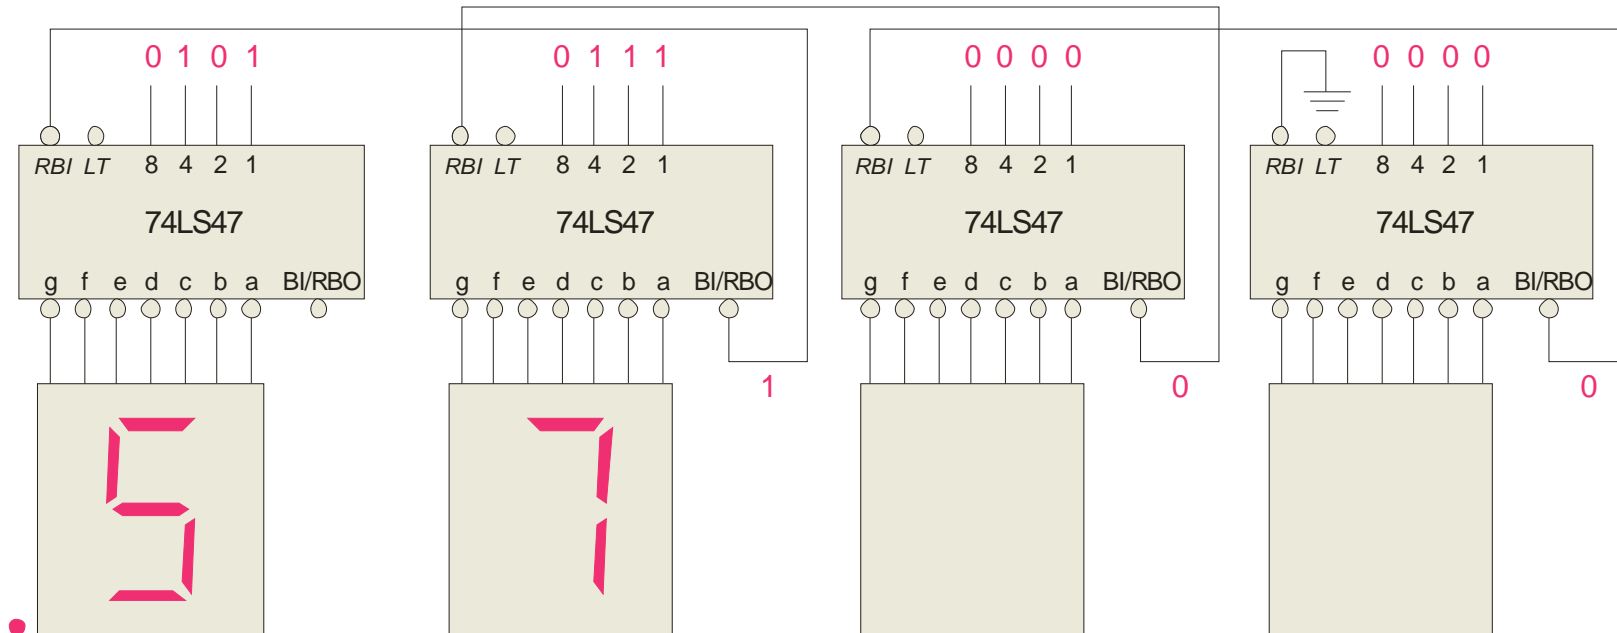 0 1 0 1 0 1 1 1 0 0 0 0 0 0 0 0
RBI LT 8 4 2 1 RBI LT 8 4 2 1 RBI LT 8 4 2 1 RBI LT 8 4 2 1
74LS47 74LS47 74LS47 74LS47
g f e d c b a BI/RBO g f e d c b a BI/RBO g f e d c b a BI/RBO g f e d c b a BI/RBO
1 0 0
5 7